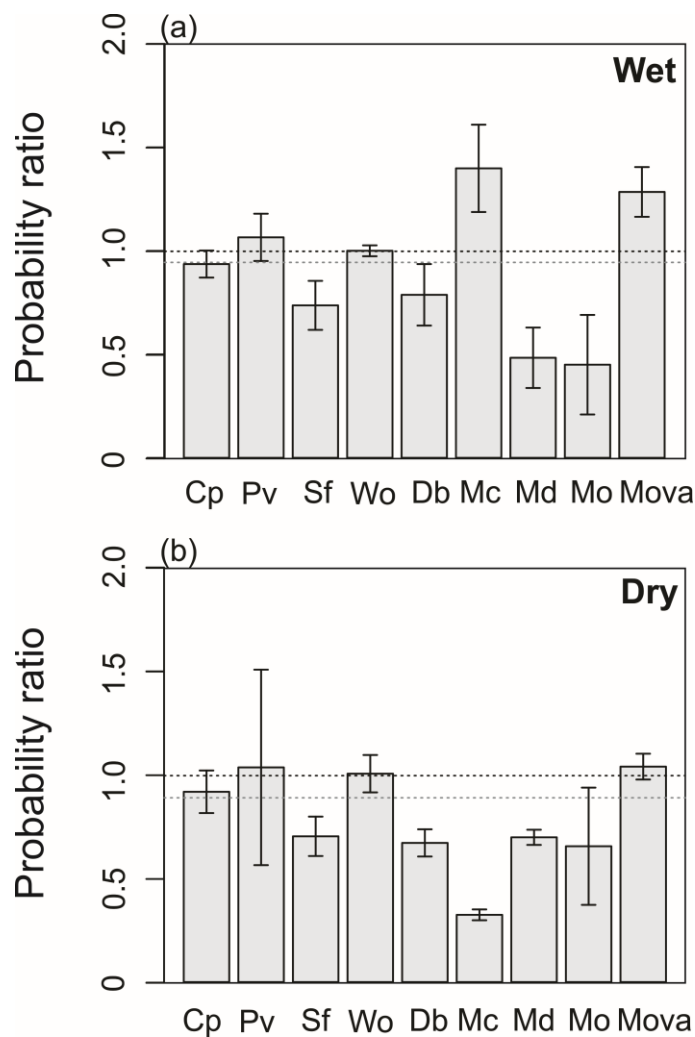 (a)
Wet
Probability ratio
2.0
1.5
1.0
0.5
0
Cp Pv Sf Wo Db Mc Md Mo Mova
(b)
Dry
Probability ratio
2.0
1.5
1.0
0.5
0
Cp Pv Sf Wo Db Mc Md Mo Mova